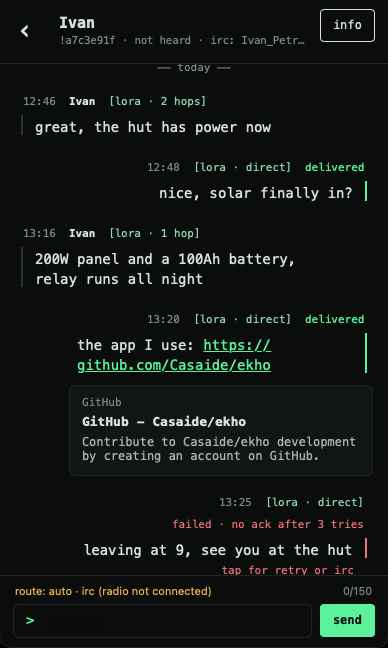 Ivan
info
!a7c3e91f · not heard · irc: Ivan_Petr…
— today —
12:46 Ivan [lora · 2 hops]
great, the hut has power now
12:48 [lora · direct] delivered
nice, solar finally in?
13:16 Ivan [lora · 1 hop]
200W panel and a 100Ah battery,
relay runs all night
13:20 [lora · direct] delivered
the app I use: https://
github.com/Casaide/ekho
GitHub
GitHub – Casaide/ekho
Contribute to Casaide/ekho development
by creating an account on GitHub.
13:25 [lora · direct]
failed · no ack after 3 tries
leaving at 9, see you at the hut
tap for retry or irc
route: auto · irc (radio not connected) 0/150
> send